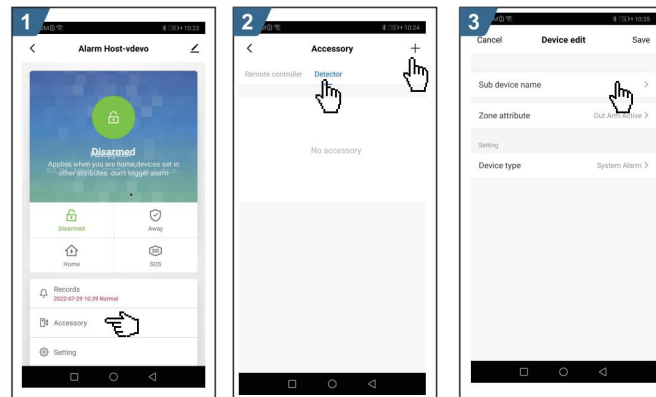 1
10:23
Alarm Host-vdevo
Disarmed
Applies when you are home,devices set in
other attributes don't trigger alarm
Disarmed
Away
Home
SOS
SOS
Records
2022-07-29 10:39 Normal
Accessory
Setting
2
10:24
Accessory
Remote controller Detector
No accessory
3
10:35
Cancel Device edit Save
Sub device name
Zone attribute Out Arm Active
Setting
Device type System Alarm